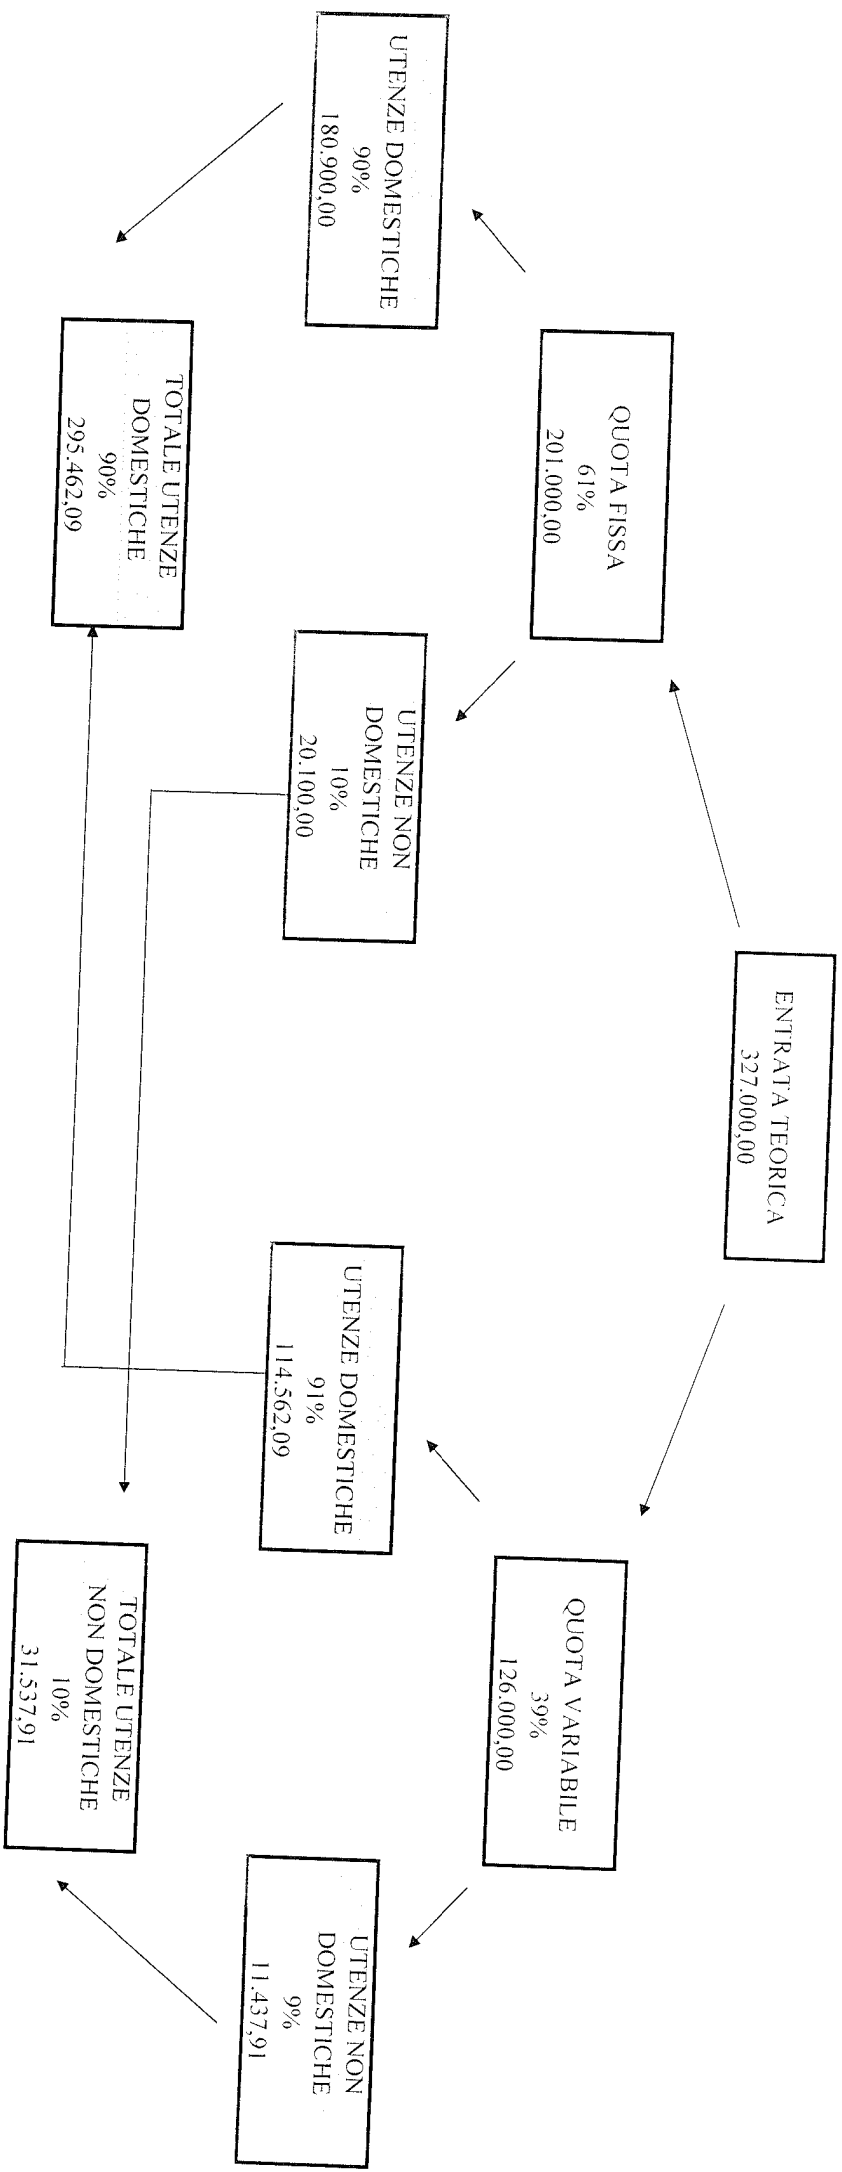 ENTRATA TEORICA
327.000,00
QUOTA FISSA
61%
201.000,00
QUOTA VARIABILE
39%
126.000,00
UTENZE DOMESTICHE
90%
180.900,00
UTENZE NON
DOMESTICHE
10%
20.100,00
UTENZE DOMESTICHE
91%
114.562,09
UTENZE NON
DOMESTICHE
9%
11.437,91
TOTALE UTENZE
DOMESTICHE
90%
295.462,09
TOTALE UTENZE
NON DOMESTICHE
10%
31.537,91